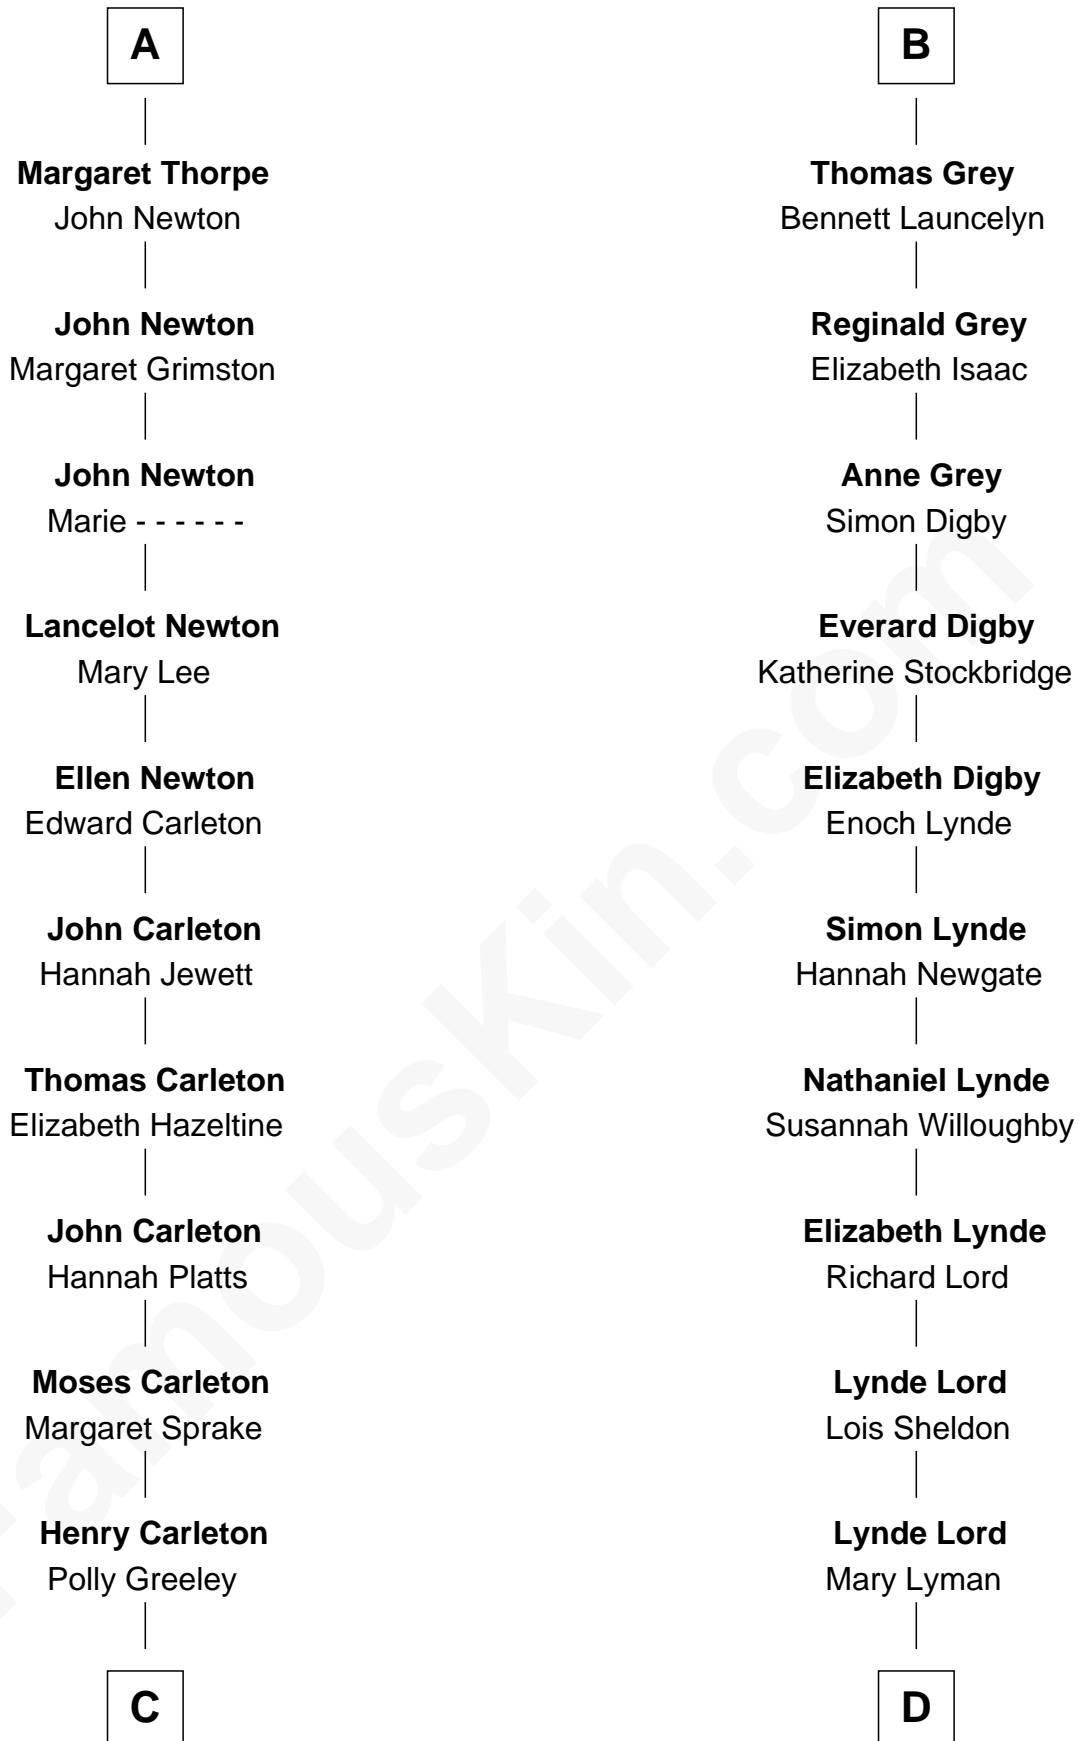 A
Margaret Thorpe
John Newton
John Newton
Margaret Grimston
John Newton
Marie - - - - - -
Lancelot Newton
Mary Lee
Ellen Newton
Edward Carleton
John Carleton
Hannah Jewett
Thomas Carleton
Elizabeth Hazeltine
John Carleton
Hannah Platts
Moses Carleton
Margaret Sprake
Henry Carleton
Polly Greeley
C
B
Thomas Grey
Bennett Launcelyn
Reginald Grey
Elizabeth Isaac
Anne Grey
Simon Digby
Everard Digby
Katherine Stockbridge
Elizabeth Digby
Enoch Lynde
Simon Lynde
Hannah Newgate
Nathaniel Lynde
Susannah Willoughby
Elizabeth Lynde
Richard Lord
Lynde Lord
Lois Sheldon
Lynde Lord
Mary Lyman
D
FamousKin.com